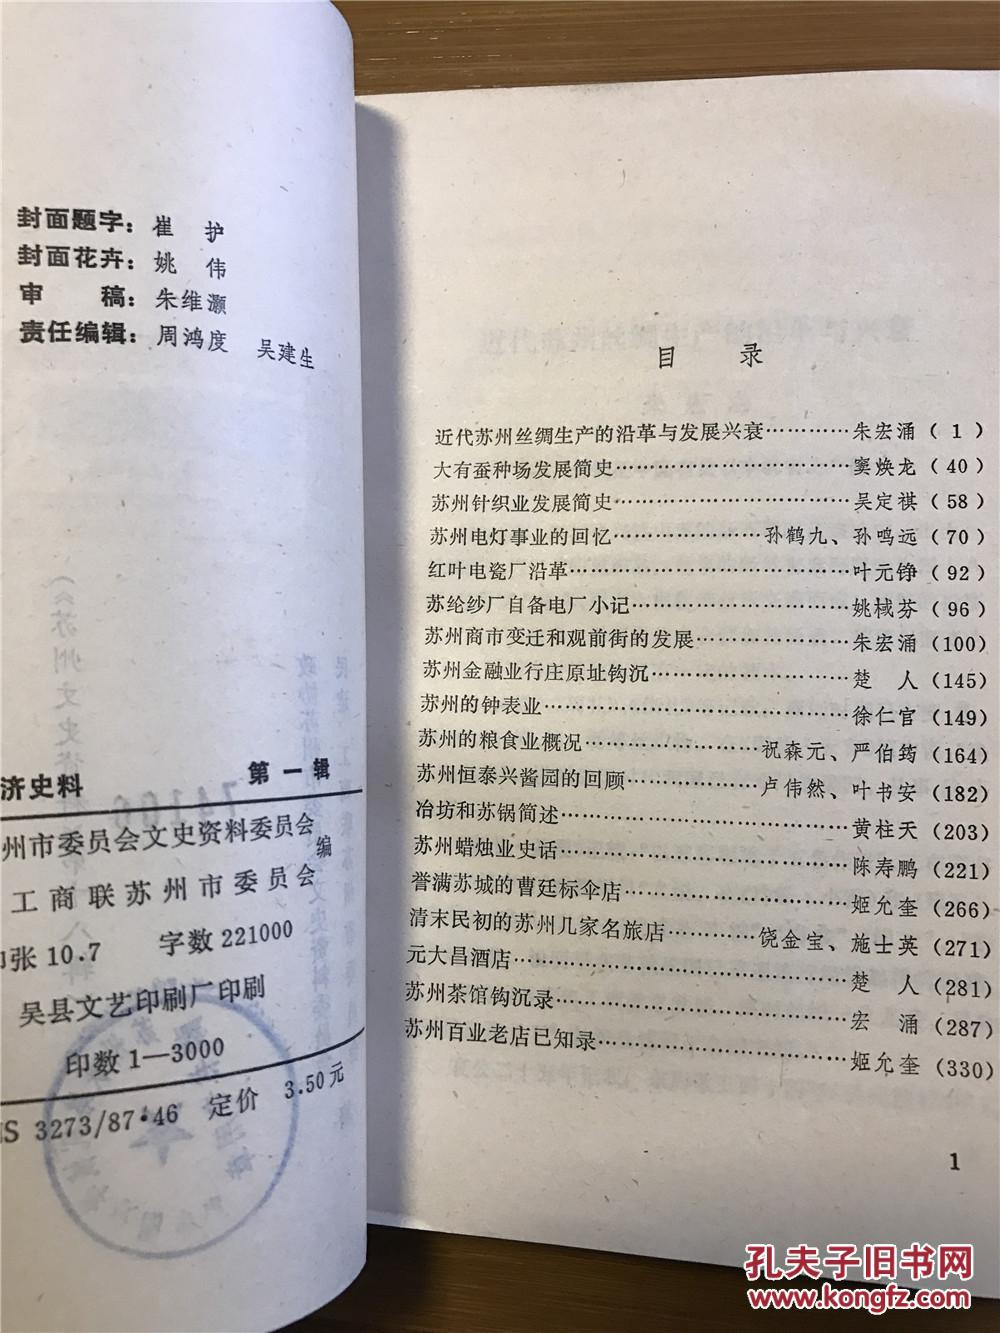 封面题字：崔 护
封面花卉：姚 伟
审 稿：朱维灏
责任编辑：周鸿度 吴建生
济史料 第一辑
州市委员会文史资料委员会
工商联苏州市委员会
编
印张 10.7 字数 221000
吴县文艺印刷厂印刷
印数 1—3000
NS 3273/87·46 定价 3.50元
目 录
近代苏州丝绸生产的沿革与发展兴衰…………朱宏涌（1）
大有蚕种场发展简史……………………………窦焕龙（40）
苏州针织业发展简史……………………………吴定祺（58）
苏州电灯事业的回忆…………………孙鹤九、孙鸣远（70）
红叶电瓷厂沿革…………………………………叶元铮（92）
苏纶纱厂自备电厂小记…………………………姚棫芬（96）
苏州商市变迁和观前街的发展…………………朱宏涌（100）
苏州金融业行庄原址钩沉………………………楚 人（145）
苏州的钟表业……………………………………徐仁官（149）
苏州的粮食业概况……………………祝森元、严伯筠（164）
苏州恒泰兴酱园的回顾………………卢伟然、叶书安（182）
冶坊和苏锅简述…………………………………黄柱天（203）
苏州蜡烛业史话…………………………………陈寿鹏（221）
誉满苏城的曹廷标伞店…………………………姬允奎（266）
清末民初的苏州几家名旅店…………饶金宝、施士英（271）
元大昌酒店………………………………………楚 人（281）
苏州茶馆钩沉录…………………………………宏 涌（287）
苏州百业老店已知录……………………………姬允奎（330）
1
孔夫子旧书网
www.kongfz.com